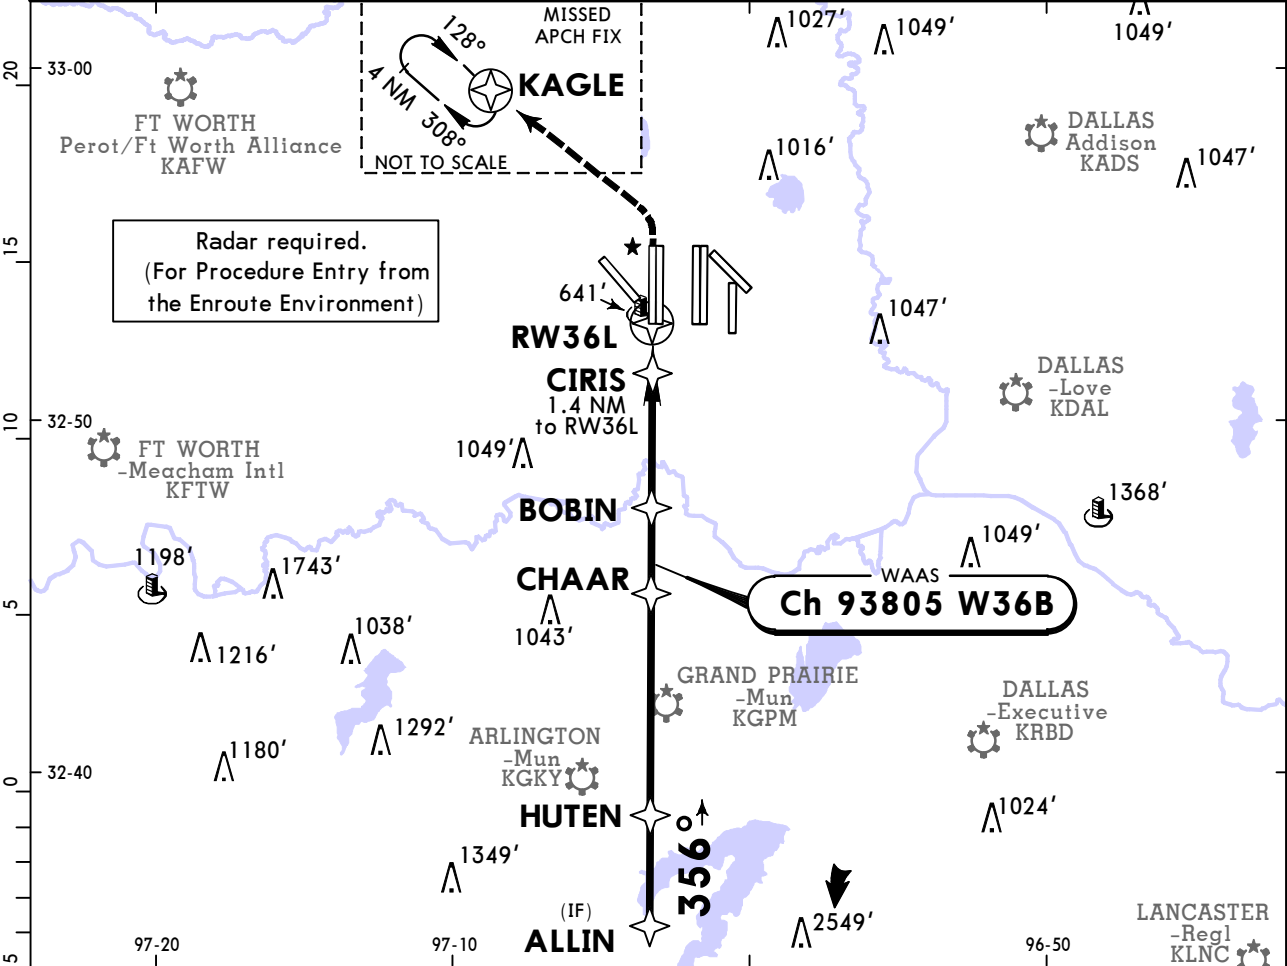 MISSED
APCH FIX
128°
KAGLE
4 NM
308°
NOT TO SCALE
1027'
1049'
1049'
20
33-00
FT WORTH
Perot/Ft Worth Alliance
KAFW
DALLAS
Addison
KADS
1016'
1047'
Radar required.
(For Procedure Entry from
the Enroute Environment)
15
641'
RW36L
1047'
CIRIS
1.4 NM
to RW36L
DALLAS
-Love
KDAL
10
32-50
FT WORTH
-Meacham Intl
KFTW
1049'
BOBIN
1368'
1049'
1198'
1743'
CHAAR
WAAS
Ch 93805 W36B
5
1043'
1038'
1216'
GRAND PRAIRIE
-Mun
KGPM
DALLAS
-Executive
KRBD
1292'
1180'
ARLINGTON
-Mun
KGKY
0
32-40
HUTEN
356°
1024'
1349'
(IF)
ALLIN
2549'
LANCASTER
-Regl
KLNC
5
97-20
97-10
96-50